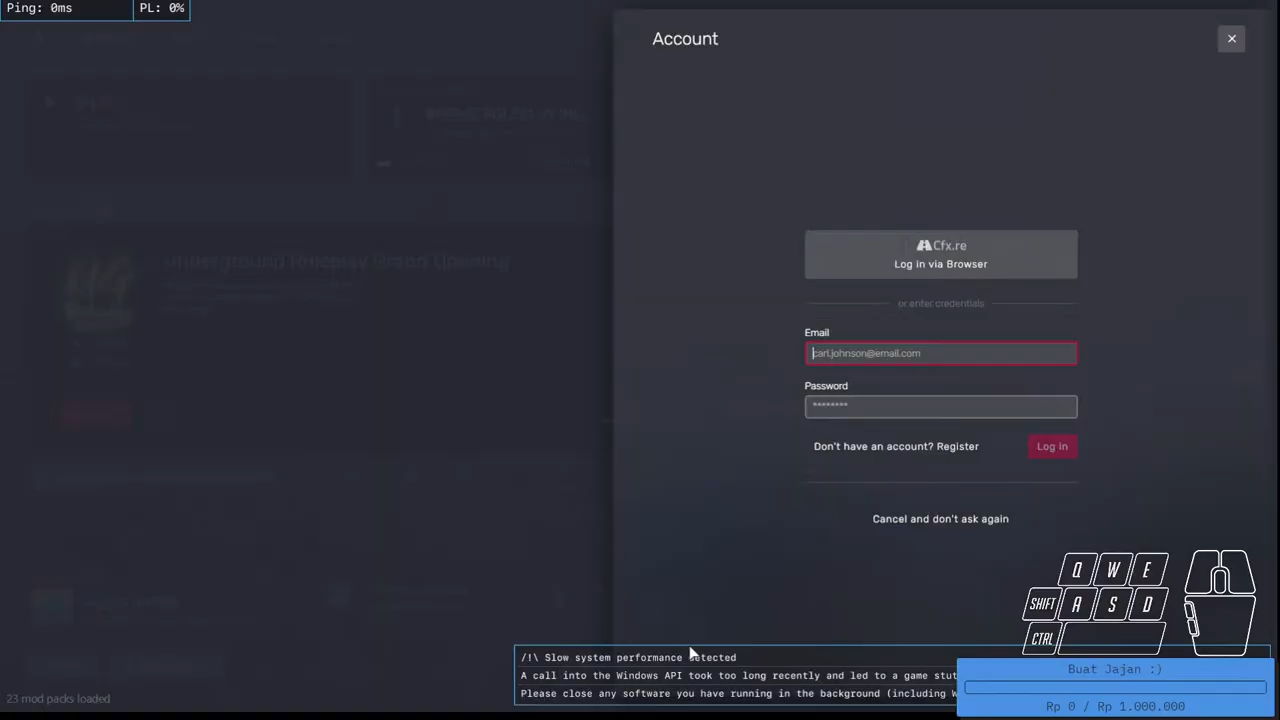 Ping: 0ms PL: 0%
Account
×
Cfx.re
Log in via Browser
or enter credentials
Email
carl.johnson@email.com
Password
********
Don't have an account? Register Log in
Cancel and don't ask again
Q W E
SHIFT A S D
CTRL
/!\ Slow system performance detected
A call into the Windows API took too long recently and led to a game stut
Please close any software you have running in the background (including W
Buat Jajan :)
Rp 0 / Rp 1.000.000
23 mod packs loaded